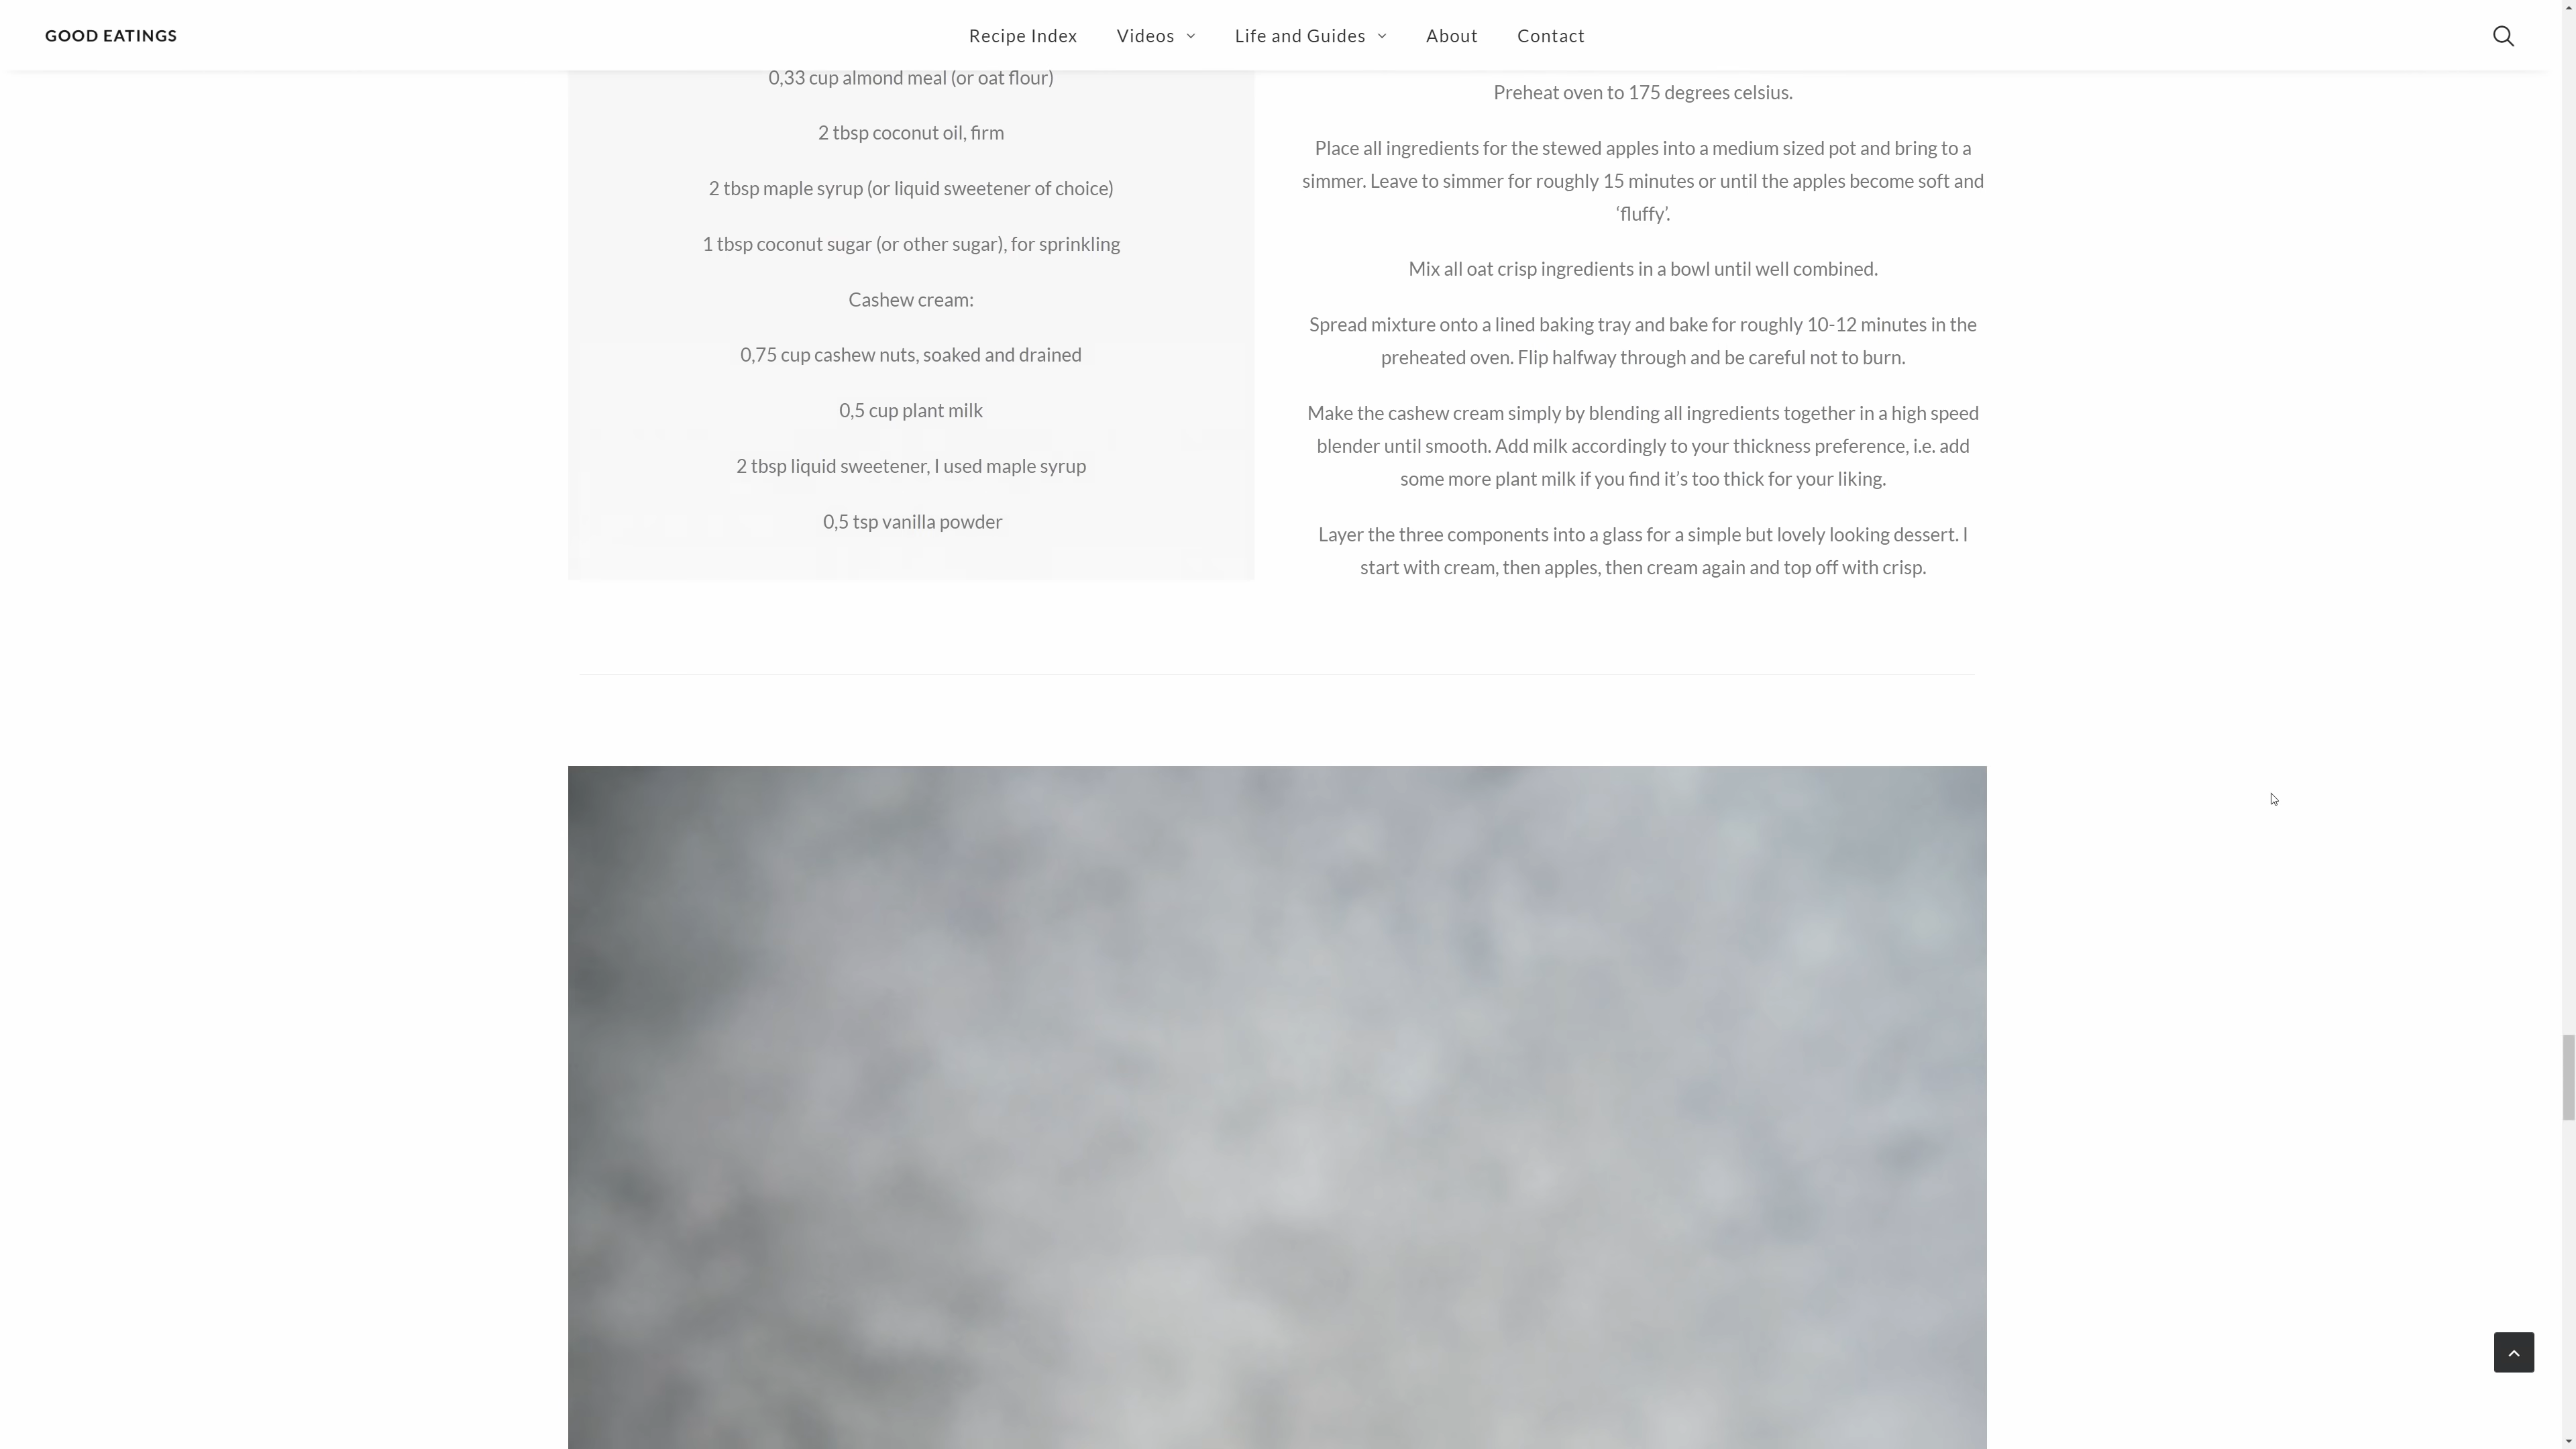 GOOD EATINGS
Recipe Index
Videos
Life and Guides
About
Contact
0,33 cup almond meal (or oat flour)
2 tbsp coconut oil, firm
2 tbsp maple syrup (or liquid sweetener of choice)
1 tbsp coconut sugar (or other sugar), for sprinkling
Cashew cream:
0,75 cup cashew nuts, soaked and drained
0,5 cup plant milk
2 tbsp liquid sweetener, I used maple syrup
0,5 tsp vanilla powder
Preheat oven to 175 degrees celsius.
Place all ingredients for the stewed apples into a medium sized pot and bring to a
simmer. Leave to simmer for roughly 15 minutes or until the apples become soft and
‘fluffy’.
Mix all oat crisp ingredients in a bowl until well combined.
Spread mixture onto a lined baking tray and bake for roughly 10-12 minutes in the
preheated oven. Flip halfway through and be careful not to burn.
Make the cashew cream simply by blending all ingredients together in a high speed
blender until smooth. Add milk accordingly to your thickness preference, i.e. add
some more plant milk if you find it’s too thick for your liking.
Layer the three components into a glass for a simple but lovely looking dessert. I
start with cream, then apples, then cream again and top off with crisp.